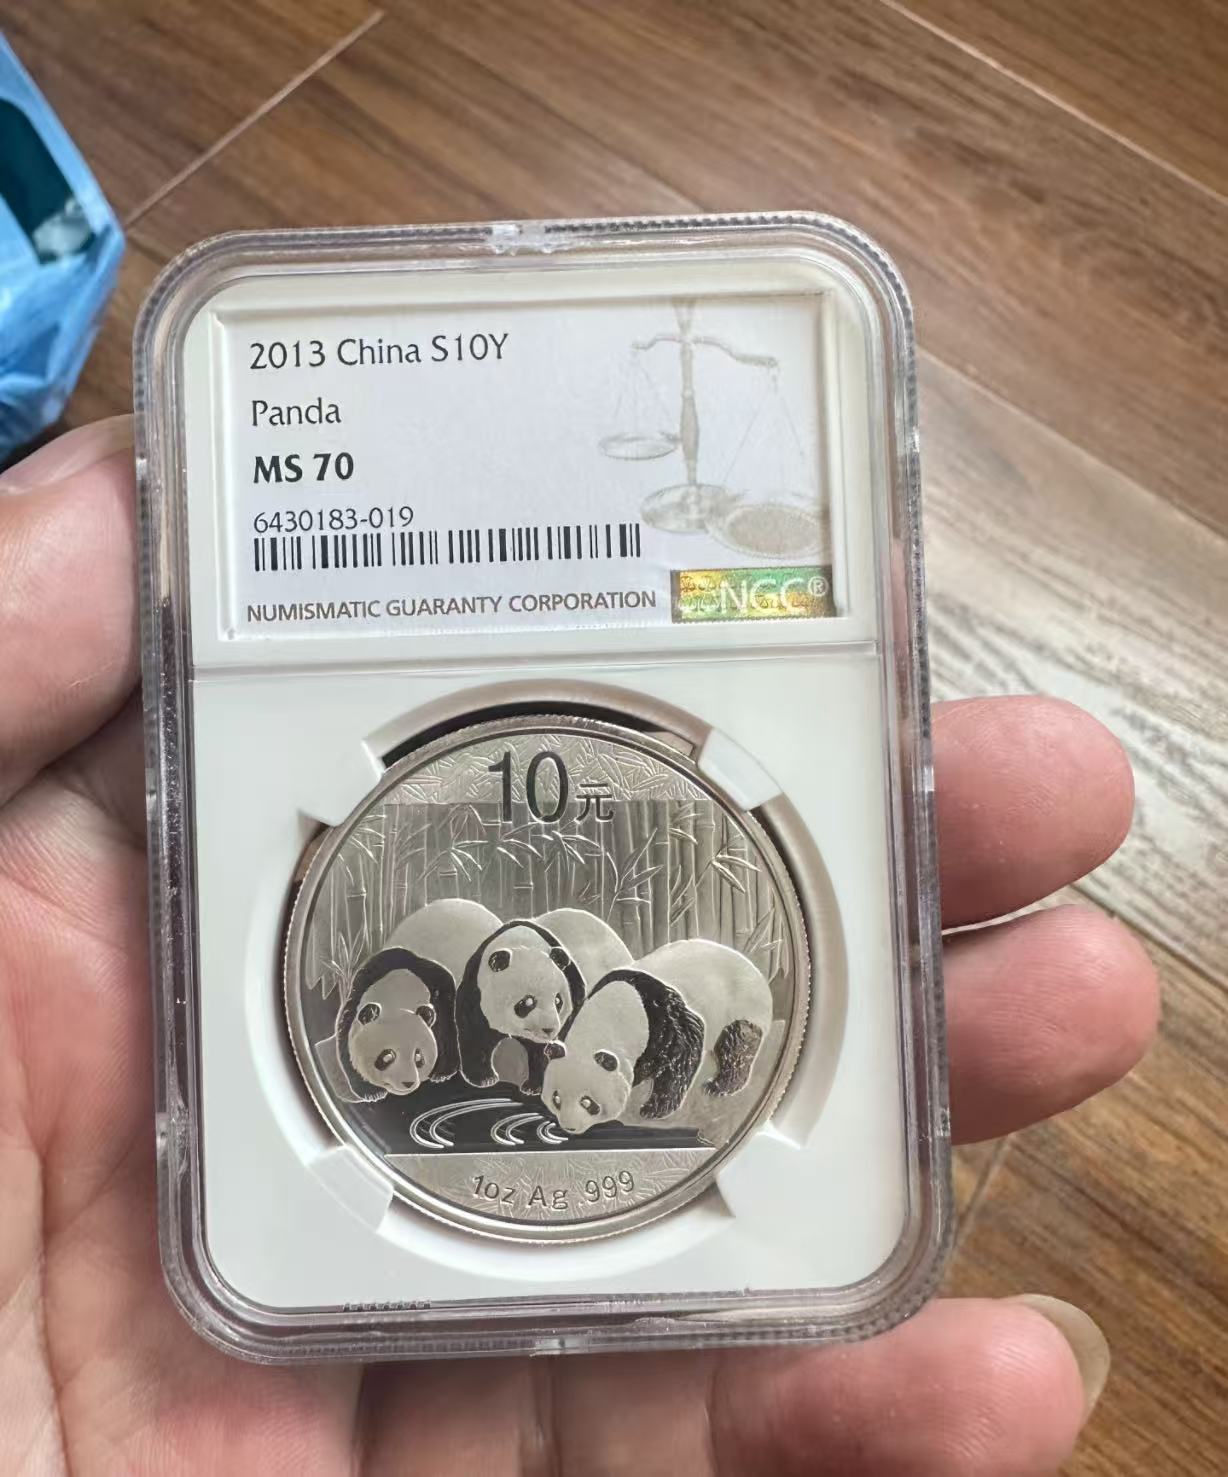 2013 China S10Y
Panda
MS 70
6430183-019
NUMISMATIC GUARANTY CORPORATION
NGC®
10元
1oz Ag 999